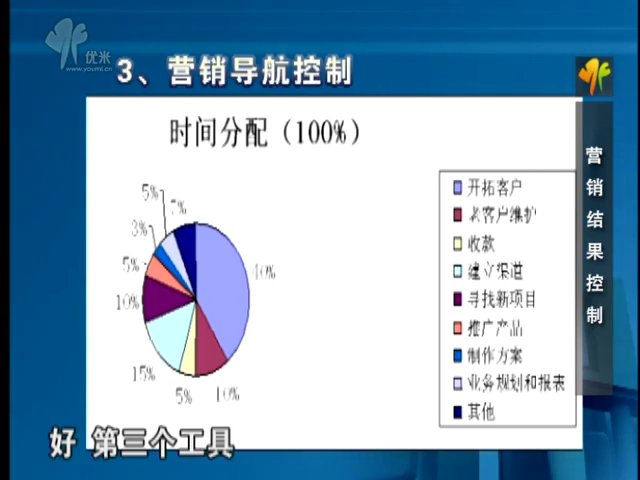 优米
www.youmi.cn
3、营销导航控制
时间分配（100%）
5%
7%
3%
5%
40%
10%
15%
5%
10%
开拓客户
老客户维护
收款
建立渠道
寻找新项目
推广产品
制作方案
业务规划和报表
其他
营销结果控制
好 第三个工具